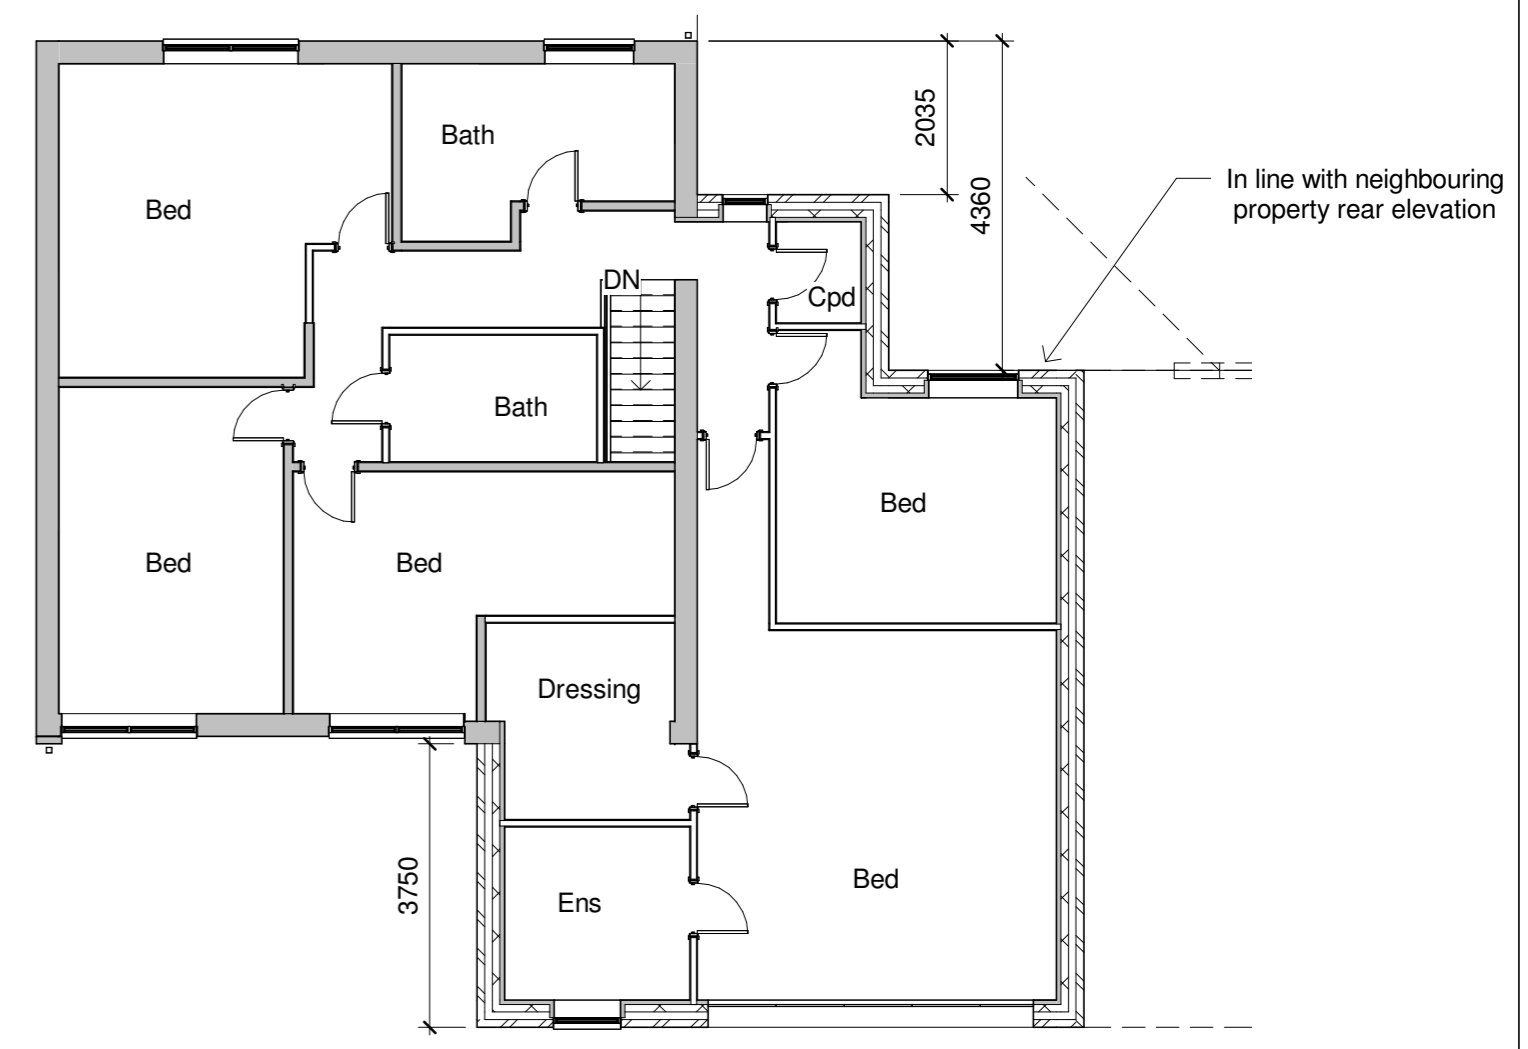 2035
4360
In line with neighbouring
property rear elevation
Bath
Bed
DN
Cpd
Bath
Bed
Bed
Bed
Dressing
3750
Ens
Bed